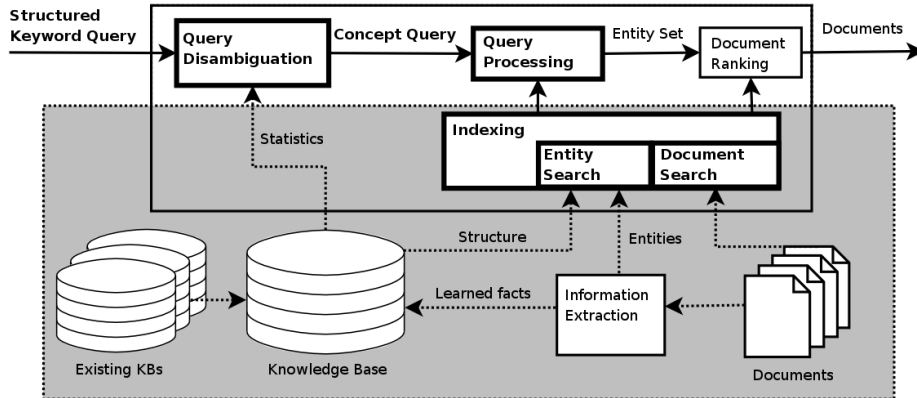 Structured
Keyword Query
Query
Disambiguation
Concept Query
Query
Processing
Entity Set
Document
Ranking
Documents
Statistics
Indexing
Entity
Search
Document
Search
Structure
Entities
Learned facts
Information
Extraction
Existing KBs
Knowledge Base
Documents